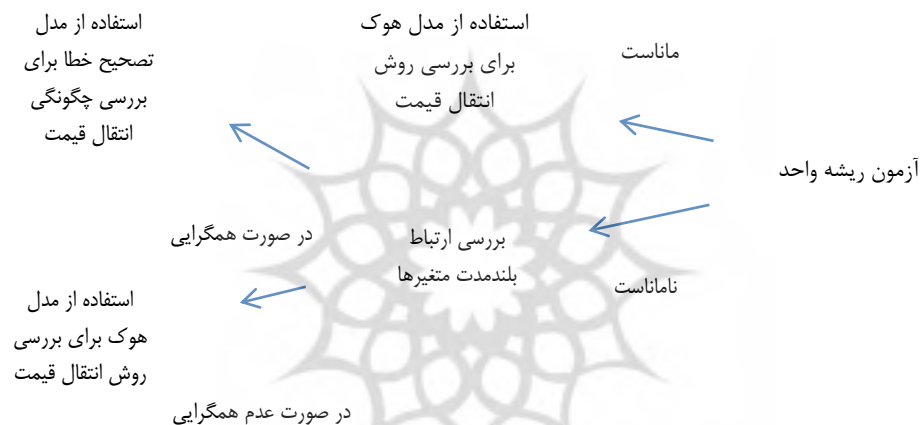 آزمون ریشه واحد
ماناست
استفاده از مدل هوک
برای بررسی روش
انتقال قیمت
ناماناست
بررسی ارتباط
بلندمدت متغیرها
در صورت همگرایی
استفاده از مدل
تصحیح خطا برای
بررسی چگونگی
انتقال قیمت
در صورت عدم همگرایی
استفاده از مدل
هوک برای بررسی
روش انتقال قیمت